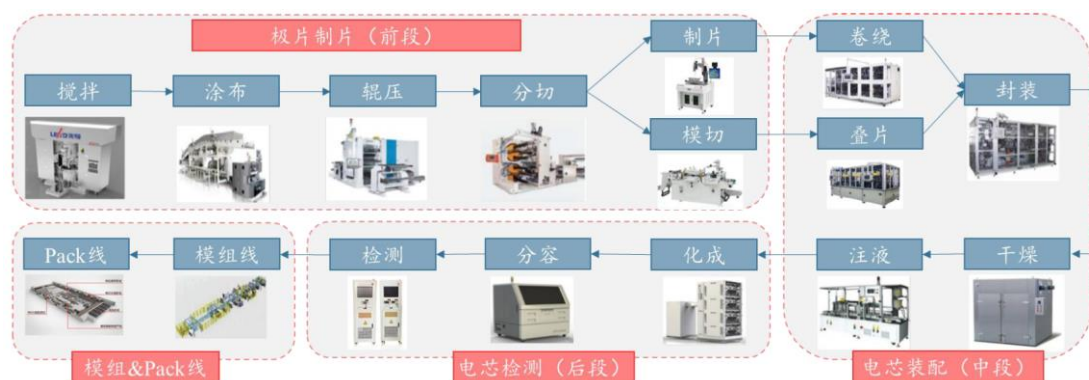 极片制片（前段）
搅拌
涂布
辊压
分切
制片
模切
卷绕
叠片
封装
干燥
注液
电芯装配（中段）
化成
分容
检测
电芯检测（后段）
模组线
Pack线
模组&Pack线